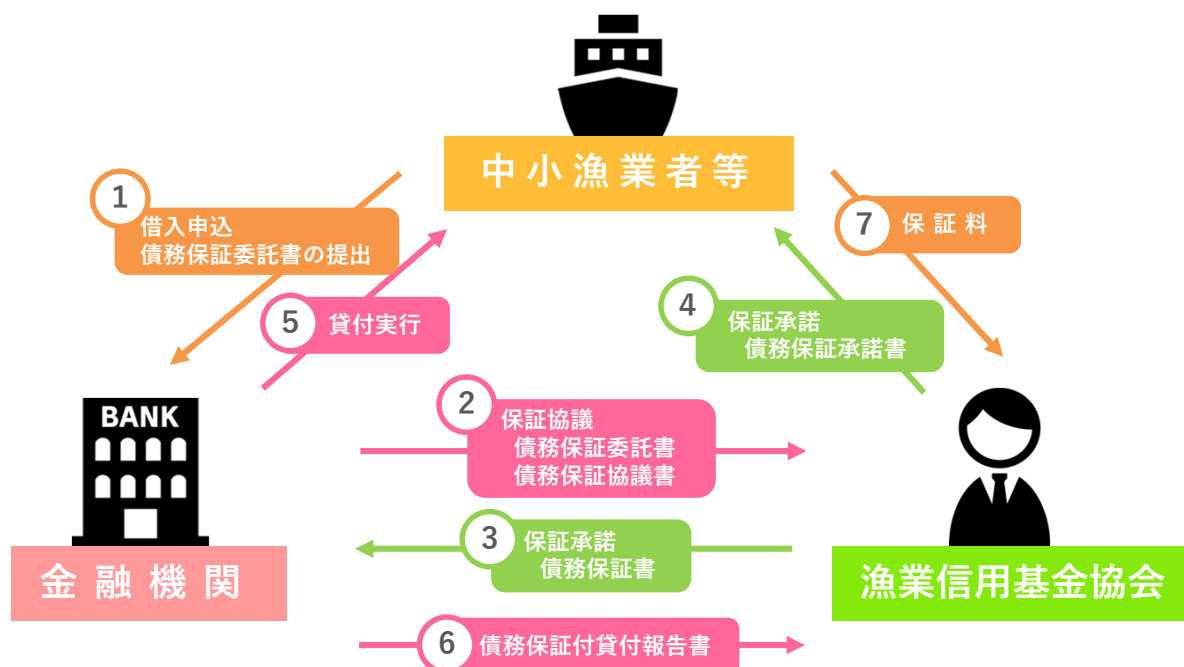 中小漁業者等
1
借入申込
債務保証委託書の提出
7
保証料
4
保証承諾
債務保証承諾書
5
貸付実行
BANK
2
保証協議
債務保証委託書
債務保証協議書
3
保証承諾
債務保証書
金融機関
漁業信用基金協会
6
債務保証付貸付報告書